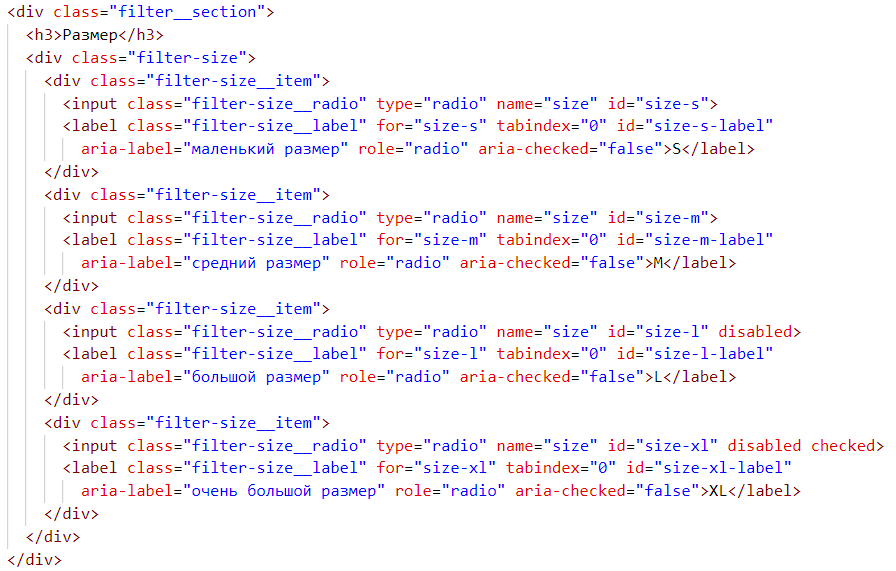 <div class="filter__section">
<h3>Размер</h3>
<div class="filter-size">
<div class="filter-size__item">
<input class="filter-size__radio" type="radio" name="size" id="size-s">
<label class="filter-size__label" for="size-s" tabindex="0" id="size-s-label"
aria-label="маленький размер" role="radio" aria-checked="false">S</label>
</div>
<div class="filter-size__item">
<input class="filter-size__radio" type="radio" name="size" id="size-m">
<label class="filter-size__label" for="size-m" tabindex="0" id="size-m-label"
aria-label="средний размер" role="radio" aria-checked="false">M</label>
</div>
<div class="filter-size__item">
<input class="filter-size__radio" type="radio" name="size" id="size-l" disabled>
<label class="filter-size__label" for="size-l" tabindex="0" id="size-l-label"
aria-label="большой размер" role="radio" aria-checked="false">L</label>
</div>
<div class="filter-size__item">
<input class="filter-size__radio" type="radio" name="size" id="size-xl" disabled checked>
<label class="filter-size__label" for="size-xl" tabindex="0" id="size-xl-label"
aria-label="очень большой размер" role="radio" aria-checked="false">XL</label>
</div>
</div>
</div>